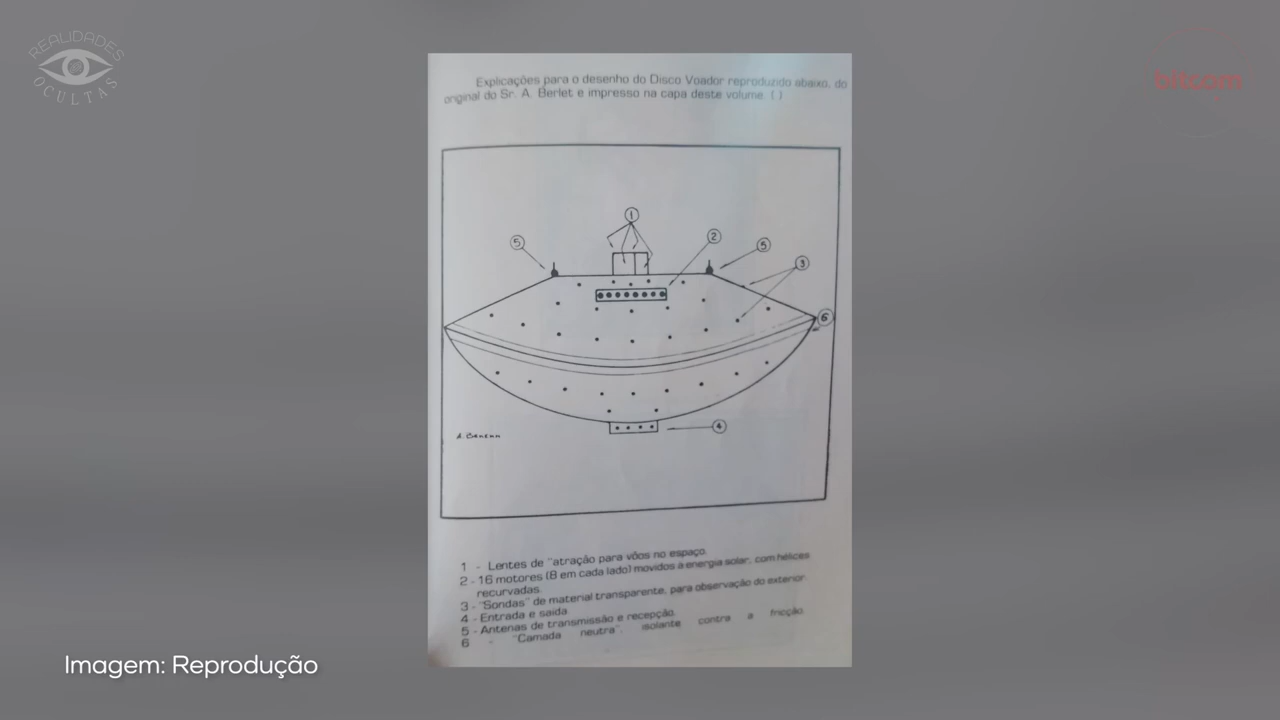 REALIDADES
OCULTAS
bitcom
Explicações para o desenho do Disco Voador reproduzido abaixo, do
original do Sr. A. Berlet e impresso na capa deste volume. ( )
1
5
2
5
3
6
4
1 - Lentes de "atração para vôos no espaço.
2 - 16 motores (8 em cada lado) movidos à energia solar, com hélices
recurvadas.
3 - "Sondas" de material transparente, para observação do exterior.
4 - Entrada e saída.
5 - Antenas de transmissão e recepção.
6 - "Camada neutra", isolante contra a fricção
Imagem: Reprodução